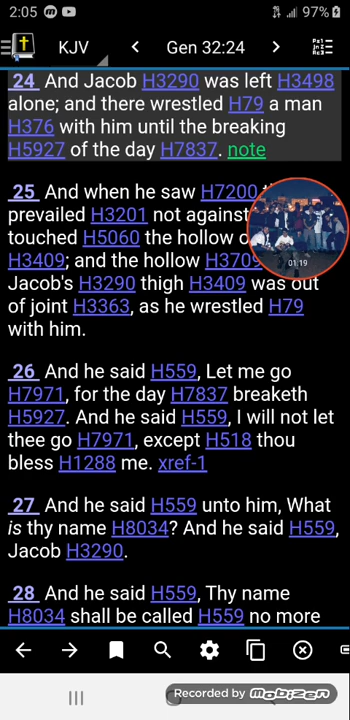 2:05 97%
KJV Gen 32:24
24 And Jacob H3290 was left H3498
alone; and there wrestled H79 a man
H376 with him until the breaking
H5927 of the day H7837. note
25 And when he saw H7200
prevailed H3201 not against
touched H5060 the hollow
H3409; and the hollow H3709
Jacob's H3290 thigh H3409 was out
of joint H3363, as he wrestled H79
with him.
01:19
26 And he said H559, Let me go
H7971, for the day H7837 breaketh
H5927. And he said H559, I will not let
thee go H7971, except H518 thou
bless H1288 me. xref-1
27 And he said H559 unto him, What
is thy name H8034? And he said H559,
Jacob H3290.
28 And he said H559, Thy name
H8034 shall be called H559 no more
Recorded by Mobizen